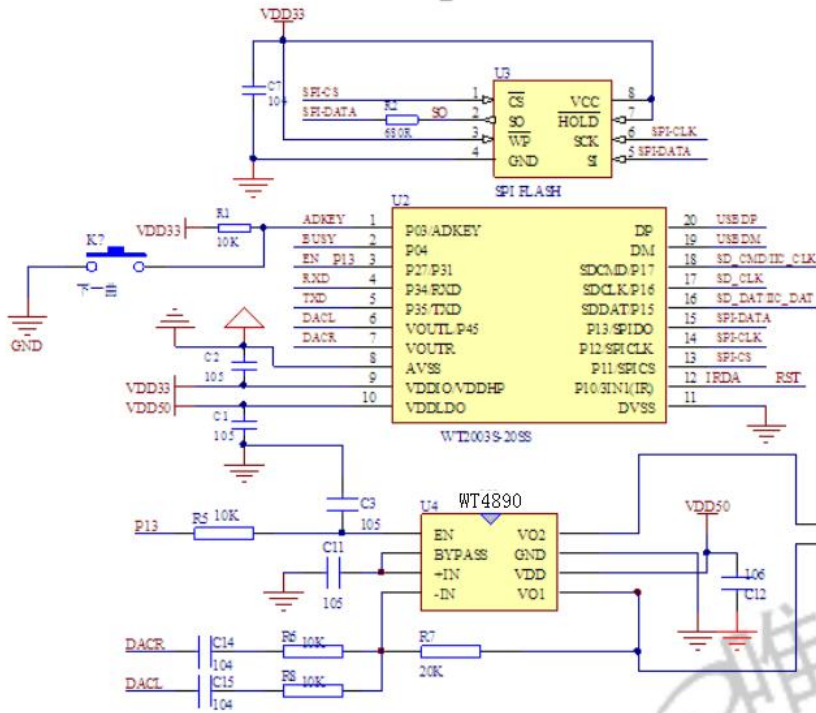 VDD33
U3
C7
104
SPI-CS 1 CS VCC 8
SPI-DATA R2 SO 2 SO HOLD 7
680R 3 WP SCK 6 SPI-CLK
4 GND SI 5 SPI-DATA
SPI FLASH
U2
VDD33 R1 ADKEY 1 P03/ADKEY DP 20 USBDP
10K BUSY 2 P04 DM 19 USBDM
K? EN P13 3 P27/P31 SDCMD/P17 18 SD_CMD/IIC_CLK
RXD 4 P34/RXD SDCLK/P16 17 SD_CLK
下一曲 TXD 5 P35/TXD SDDAT/P15 16 SD_DAT/IIC_DAT
DACL 6 VOUTL/P45 P13/SPIDO 15 SPI-DATA
GND DACR 7 VOUTR P12/SPICLK 14 SPI-CLK
C2 105 8 AVSS P11/SPICS 13 SPI-CS
VDD33 9 VDDIO/VDDHP P10/3IN1(IR) 12 IRDA RST
VDD50 10 VDDLDO DVSS 11
C1
105
WT2003S-20SS
C3
105
U4 WT4890 VDD50
P13 R5 10K EN VO2
C11 BYPASS GND
+IN VDD 106
105 -IN VO1 C12
DACR C14 R6 10K R7
104 20K
DACL C15 R8 10K
104
唯